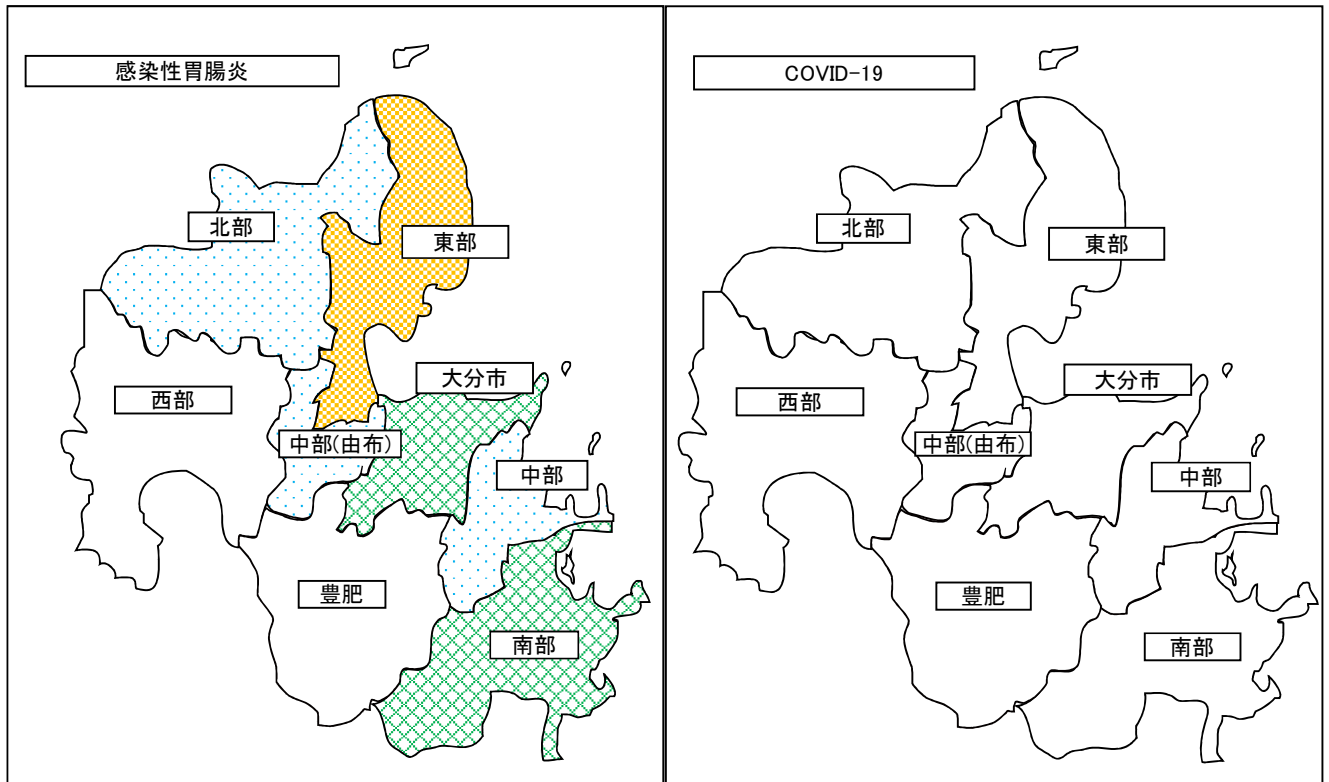 感染性胃腸炎
北部
東部
大分市
西部
中部(由布)
中部
豊肥
南部
COVID-19
北部
東部
大分市
西部
中部(由布)
中部
豊肥
南部